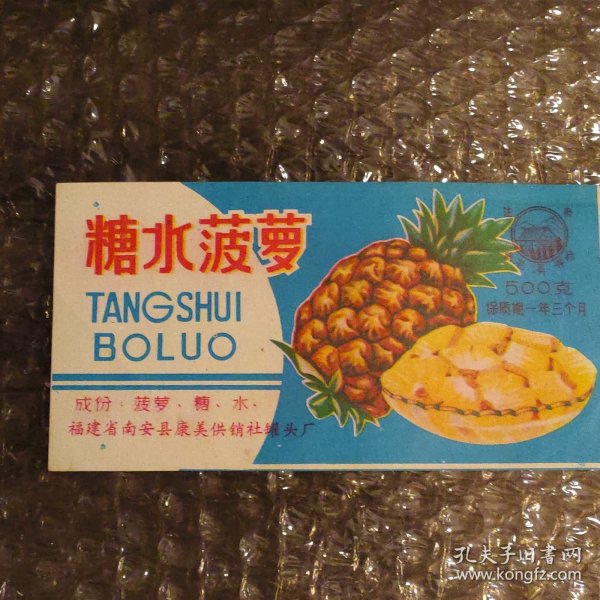 糖水菠萝
TANGSHUI
BOLUO
成份：菠萝、糖、水、
福建省南安县康美供销社罐头厂
500克
保质期一年三个月
孔夫子旧书网
www.kongfz.com